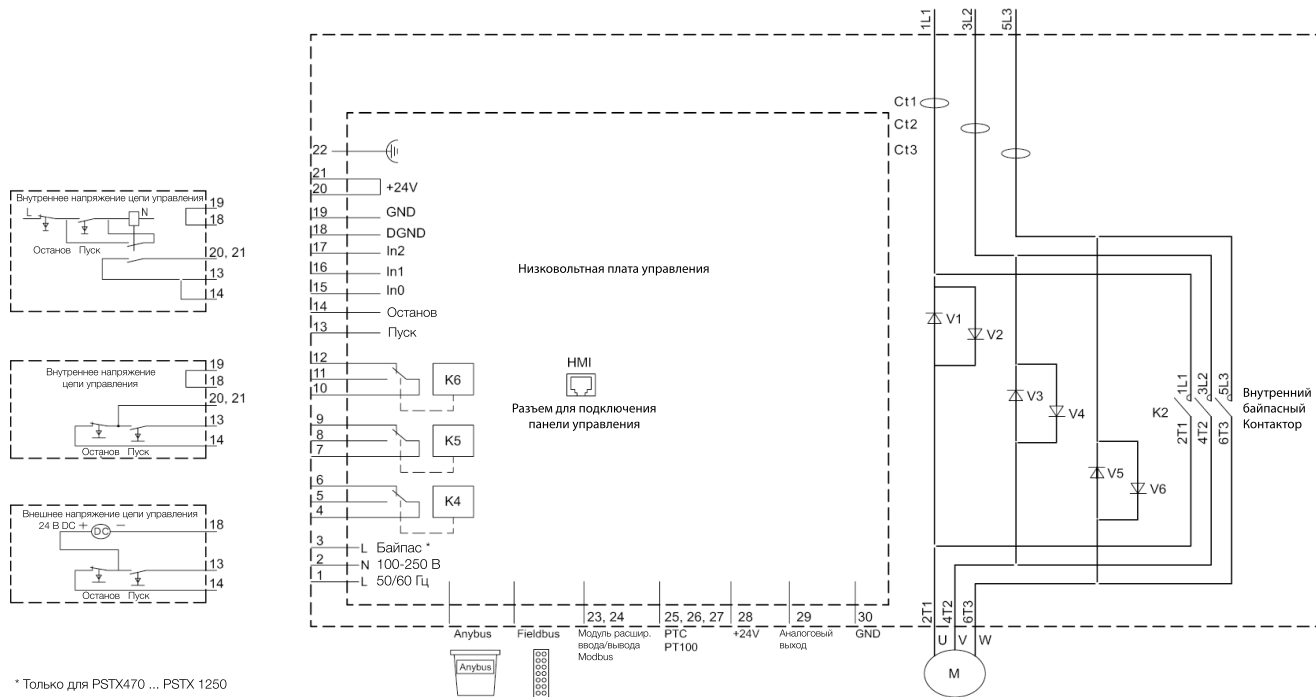 1L1
3L2
5L3
Ct1
Ct2
Ct3
22
21
20
+24V
19
GND
18
DGND
17
In2
16
In1
15
In0
14
Останов
13
Пуск
Низковольтная плата управления
12
11
10
K6
9
8
7
K5
6
5
4
K4
HMI
Разъем для подключения
панели управления
3
L Байпас *
2
N 100-250 В
1
L 50/60 Гц
Внутреннее напряжение цепи управления
L
N
Останов Пуск
19
18
20, 21
13
14
Внутреннее напряжение
цепи управления
Останов Пуск
19
18
20, 21
13
14
Внешнее напряжение цепи управления
24 В DC + DC −
Останов Пуск
18
13
14
V1
V2
V3
V4
V5
V6
K2
1L1
3L2
5L3
2T1
4T2
6T3
Внутренний
байпасный
Контактор
23, 24
25, 26, 27
28
29
30
Anybus
Fieldbus
Модуль расшир.
ввода/вывода
Modbus
PTC
PT100
+24V
Аналоговый
выход
GND
Anybus
2T1
4T2
6T3
U
V
W
M
* Только для PSTX470 ... PSTX 1250